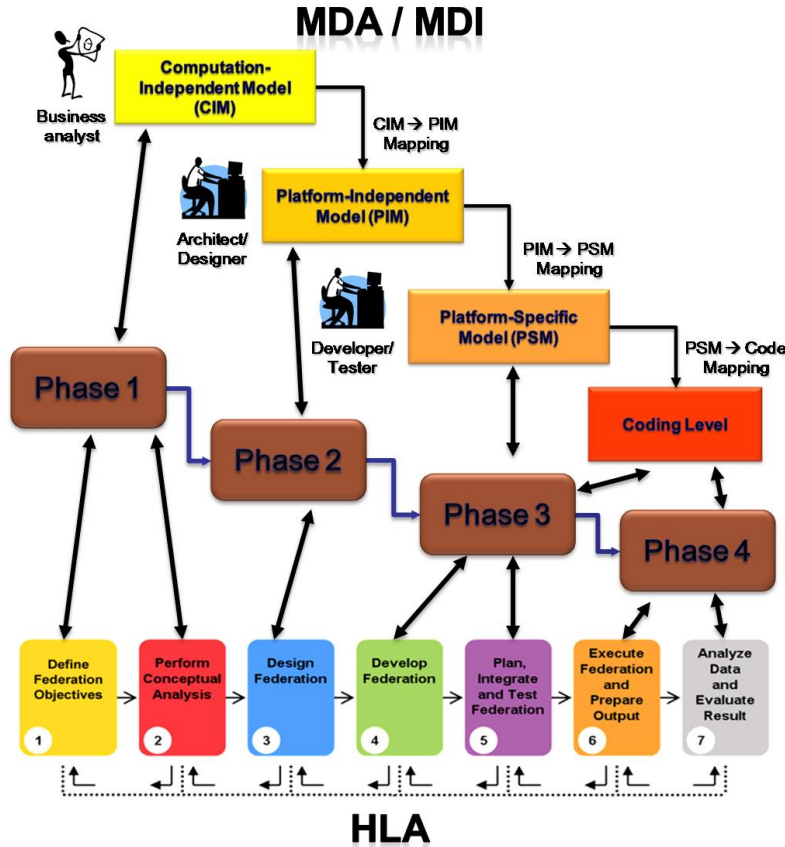 MDA / MDI
Computation-
Independent Model
(CIM)
Business
analyst
CIM → PIM
Mapping
Platform-Independent
Model (PIM)
Architect/
Designer
PIM → PSM
Mapping
Platform-Specific
Model (PSM)
Developer/
Tester
PSM → Code
Mapping
Coding Level
Phase 1
Phase 2
Phase 3
Phase 4
Define
Federation
Objectives
1
Perform
Conceptual
Analysis
2
Design
Federation
3
Develop
Federation
4
Plan,
Integrate
and Test
Federation
5
Execute
Federation
and
Prepare
Output
6
Analyze
Data
and
Evaluate
Result
7
HLA